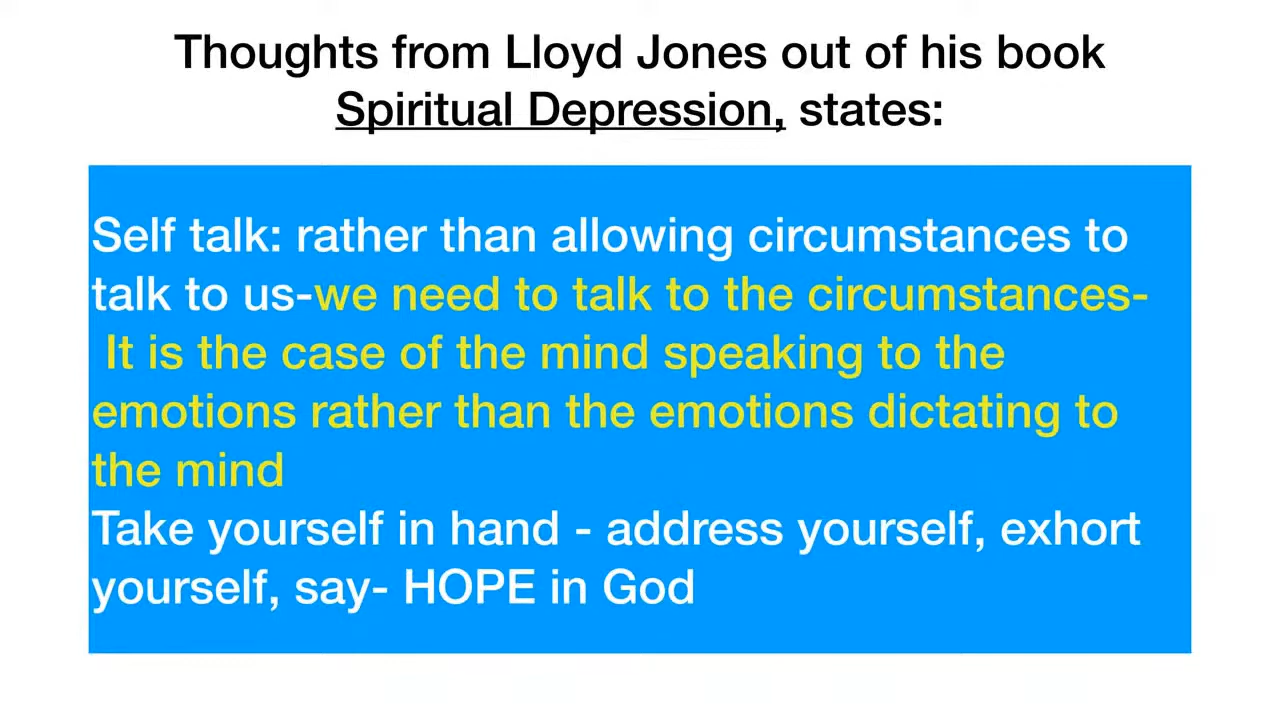 Thoughts from Lloyd Jones out of his book
Spiritual Depression, states:
Self talk: rather than allowing circumstances to
talk to us-we need to talk to the circumstances-
It is the case of the mind speaking to the
emotions rather than the emotions dictating to
the mind
Take yourself in hand - address yourself, exhort
yourself, say- HOPE in God